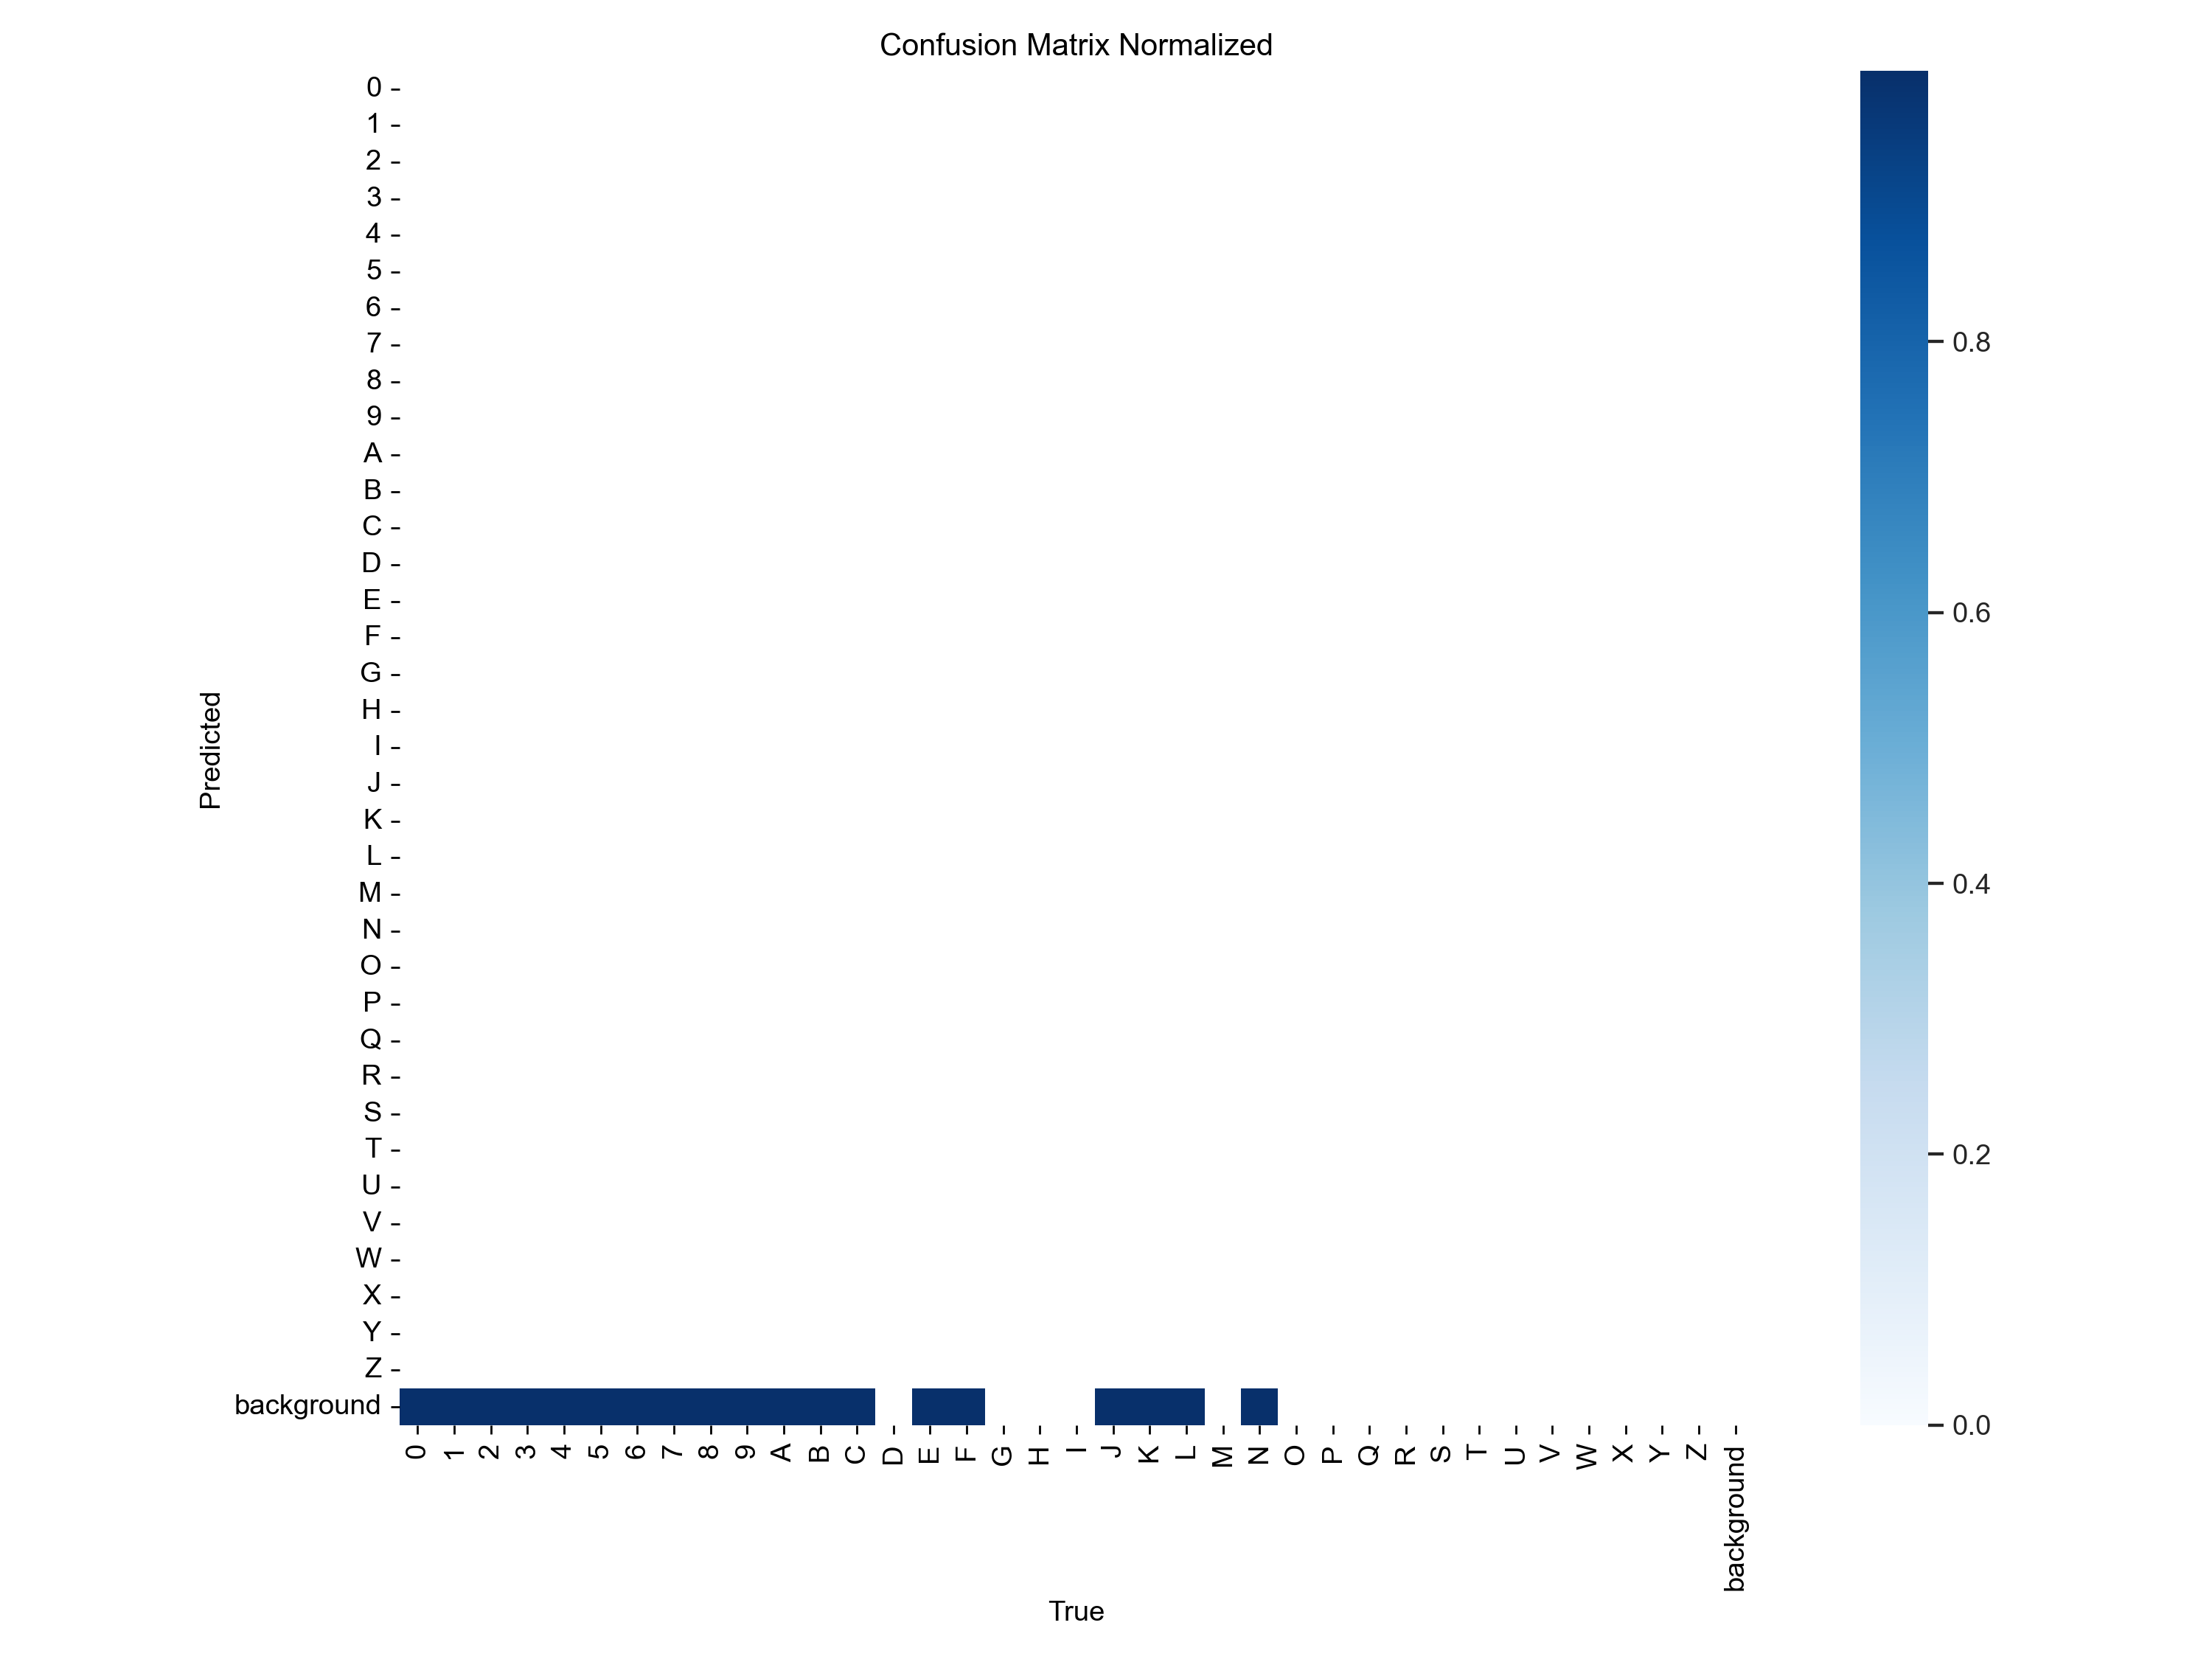 Confusion Matrix Normalized
0
1
2
3
4
5
6
7
8
9
A
B
C
D
E
F
G
H
I
J
K
L
M
N
O
P
Q
R
S
T
U
V
W
X
Y
Z
background
Predicted
0 1 2 3 4 5 6 7 8 9 A B C D E F G H I J K L M N O P Q R S T U V W X Y Z background
True
0.8
0.6
0.4
0.2
0.0